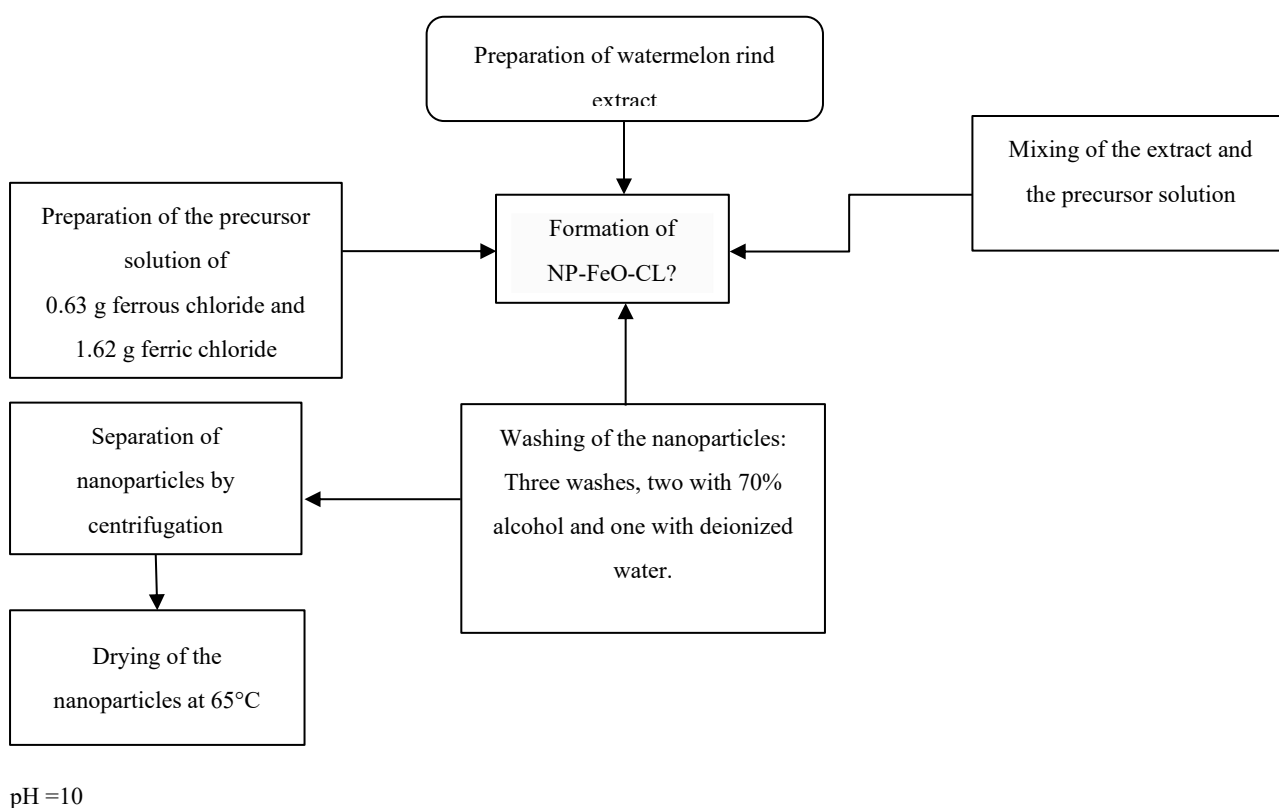 Preparation of watermelon rind
extract
Mixing of the extract and
the precursor solution
Preparation of the precursor
solution of
0.63 g ferrous chloride and
1.62 g ferric chloride
Formation of
NP-FeO-CL?
Separation of
nanoparticles by
centrifugation
Washing of the nanoparticles:
Three washes, two with 70%
alcohol and one with deionized
water.
Drying of the
nanoparticles at 65°C
pH =10